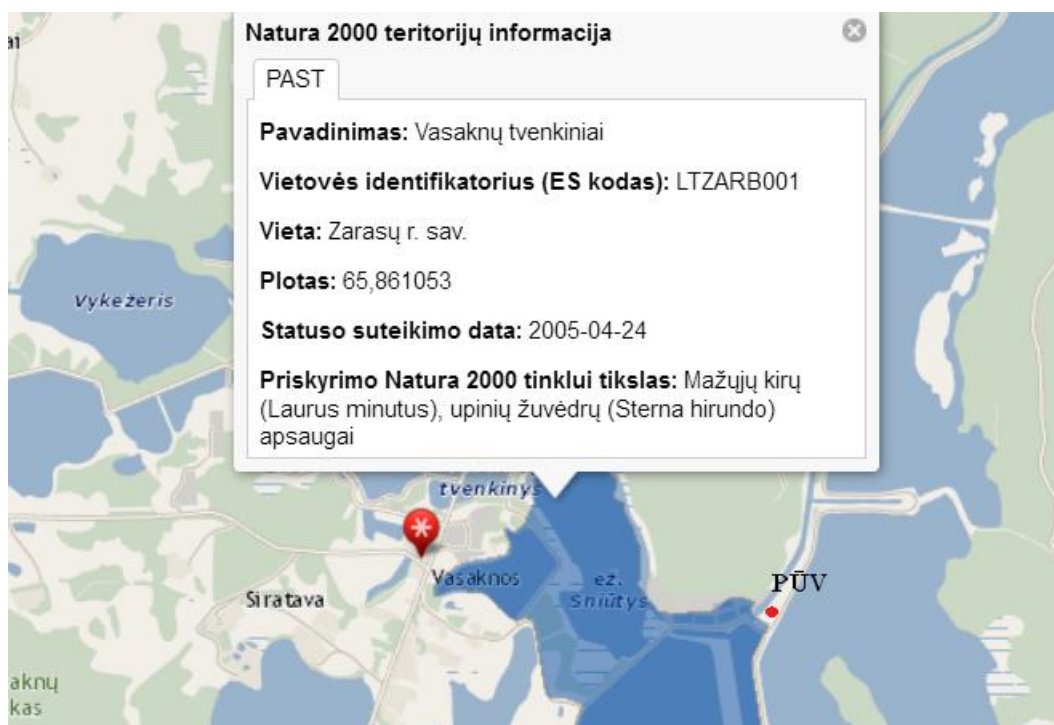 ai
Natura 2000 teritorijų informacija
PAST
Pavadinimas: Vasaknų tvenkiniai
Vietovės identifikatorius (ES kodas): LTZARB001
Vieta: Zarasų r. sav.
Plotas: 65,861053
Statuso suteikimo data: 2005-04-24
Priskyrimo Natura 2000 tinklui tikslas: Mažųjų kirų
(Laurus minutus), upinių žuvėdrų (Sterna hirundo)
apsaugai
Vykežeris
tvenkinys
Vasaknos
ež.
Sniūtys
PŪV
Siratava
aknų
kas